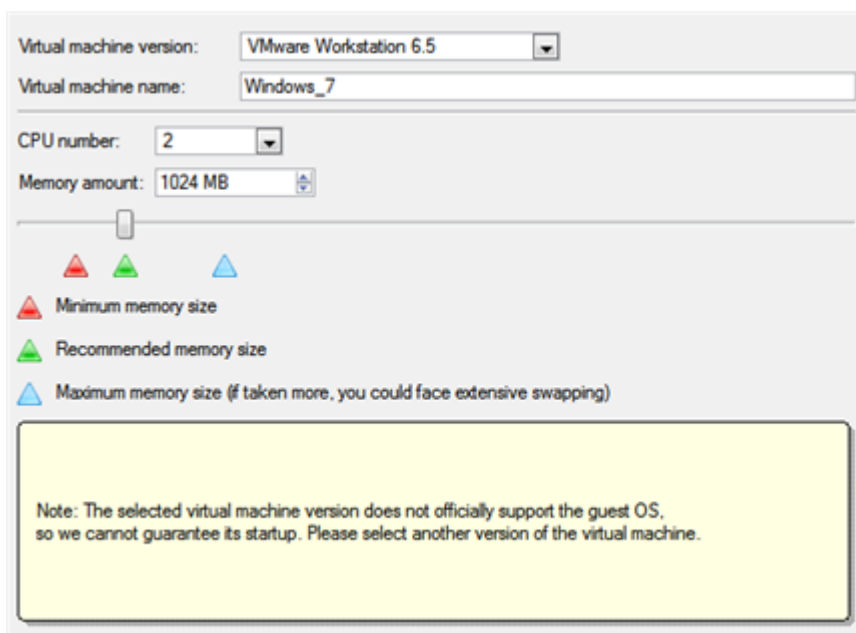 Virtual machine version: VMware Workstation 6.5
Virtual machine name: Windows_7
CPU number: 2
Memory amount: 1024 MB
Minimum memory size
Recommended memory size
Maximum memory size (if taken more, you could face extensive swapping)
Note: The selected virtual machine version does not officially support the guest OS,
so we cannot guarantee its startup. Please select another version of the virtual machine.